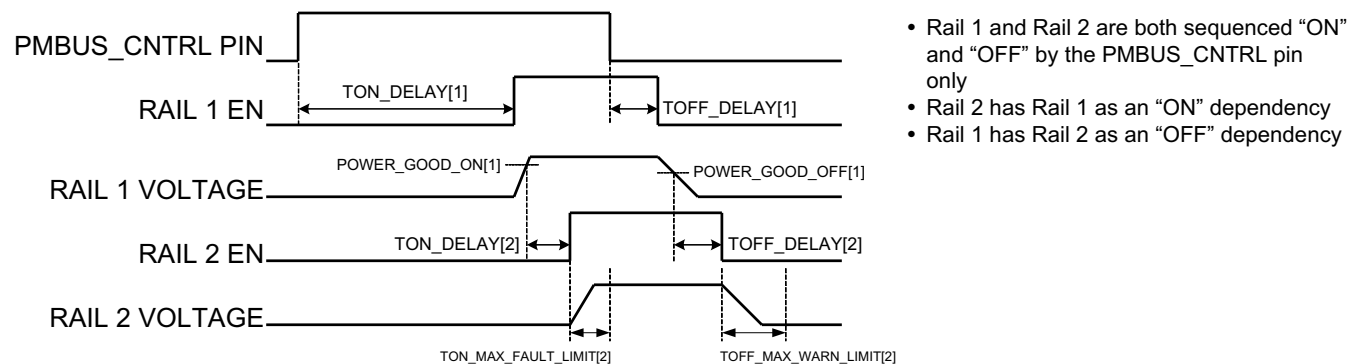 PMBUS_CNTRL PIN
RAIL 1 EN
TON_DELAY[1]
TOFF_DELAY[1]
RAIL 1 VOLTAGE
POWER_GOOD_ON[1]
POWER_GOOD_OFF[1]
RAIL 2 EN
TON_DELAY[2]
TOFF_DELAY[2]
RAIL 2 VOLTAGE
TON_MAX_FAULT_LIMIT[2]
TOFF_MAX_WARN_LIMIT[2]
• Rail 1 and Rail 2 are both sequenced “ON”
and “OFF” by the PMBUS_CNTRL pin
only
• Rail 2 has Rail 1 as an “ON” dependency
• Rail 1 has Rail 2 as an “OFF” dependency